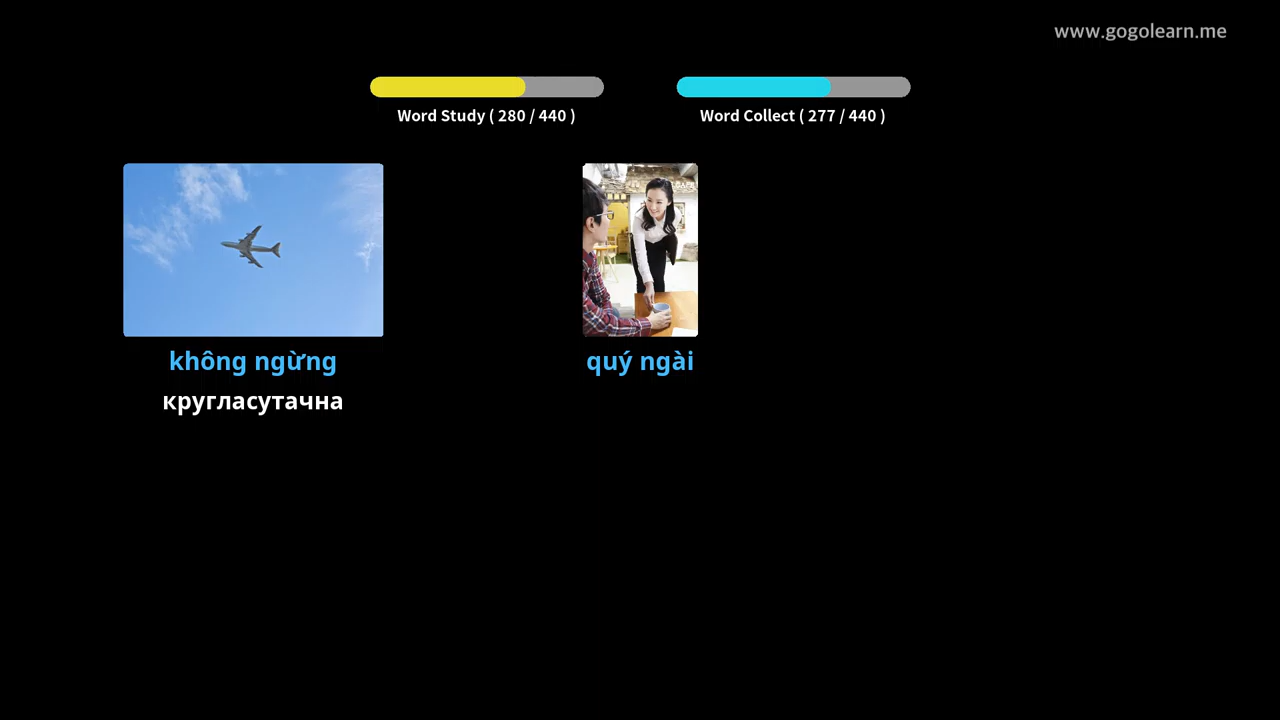 www.gogolearn.me
Word Study ( 280 / 440 )
Word Collect ( 277 / 440 )
không ngừng
кругласутачна
quý ngài